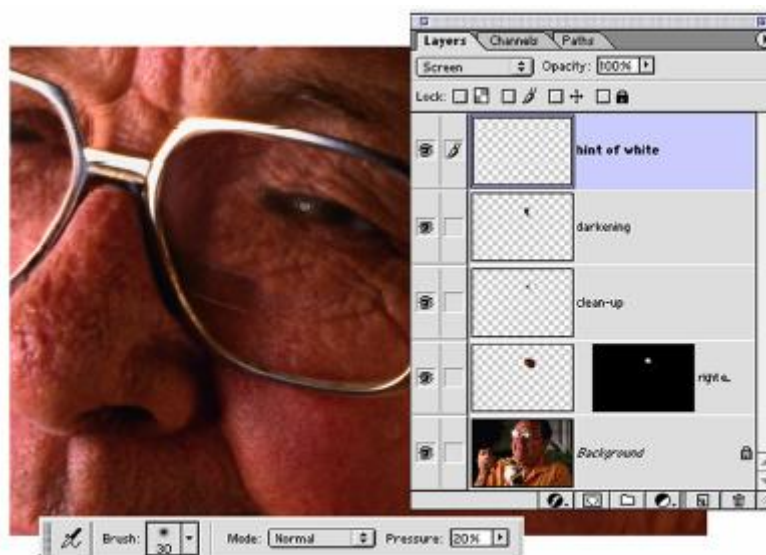 Layers Channels Paths
Screen Opacity: 100%
Lock:
hint of white
darkening
clean-up
right e..
Background
Brush: 30 Mode: Normal Pressure: 20%